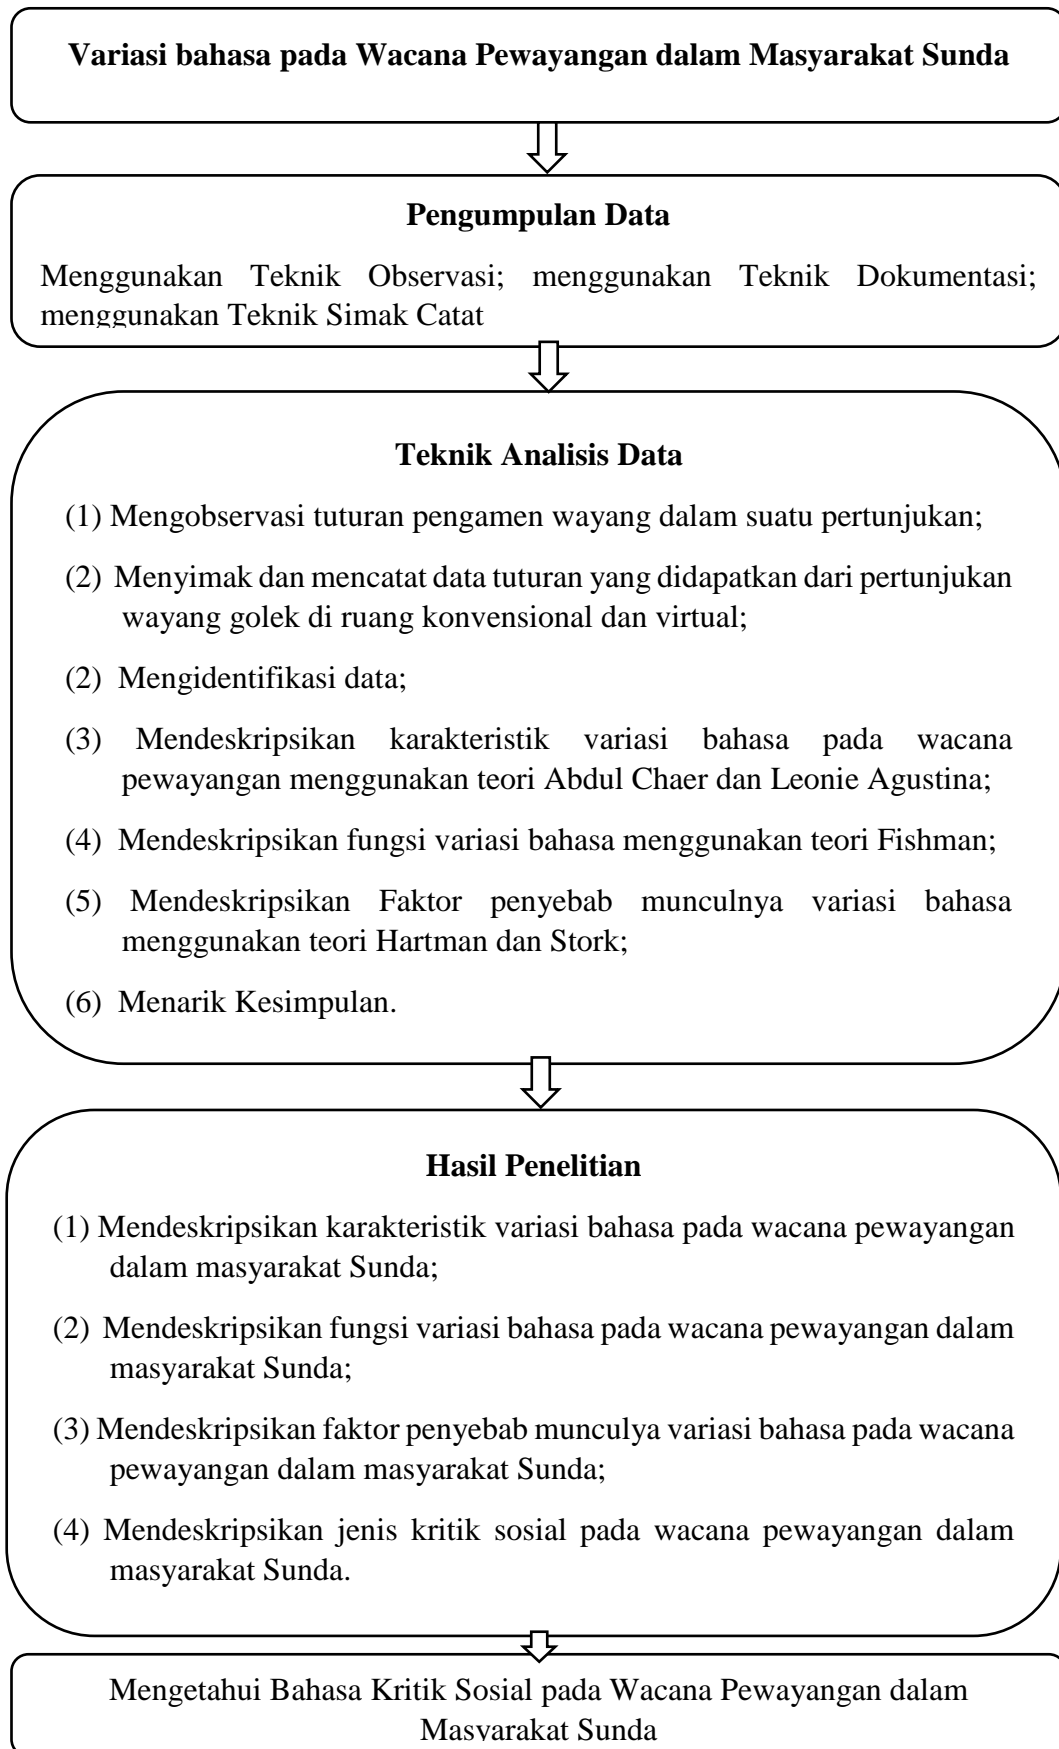 Variasi bahasa pada Wacana Pewayangan dalam Masyarakat Sunda
Pengumpulan Data
Menggunakan Teknik Observasi; menggunakan Teknik Dokumentasi;
menggunakan Teknik Simak Catat
Teknik Analisis Data
(1) Mengobservasi tuturan pengamen wayang dalam suatu pertunjukan;
(2) Menyimak dan mencatat data tuturan yang didapatkan dari pertunjukan
wayang golek di ruang konvensional dan virtual;
(2) Mengidentifikasi data;
(3) Mendeskripsikan karakteristik variasi bahasa pada wacana
pewayangan menggunakan teori Abdul Chaer dan Leonie Agustina;
(4) Mendeskripsikan fungsi variasi bahasa menggunakan teori Fishman;
(5) Mendeskripsikan Faktor penyebab munculnya variasi bahasa
menggunakan teori Hartman dan Stork;
(6) Menarik Kesimpulan.
Hasil Penelitian
(1) Mendeskripsikan karakteristik variasi bahasa pada wacana pewayangan
dalam masyarakat Sunda;
(2) Mendeskripsikan fungsi variasi bahasa pada wacana pewayangan dalam
masyarakat Sunda;
(3) Mendeskripsikan faktor penyebab munculya variasi bahasa pada wacana
pewayangan dalam masyarakat Sunda;
(4) Mendeskripsikan jenis kritik sosial pada wacana pewayangan dalam
masyarakat Sunda.
Mengetahui Bahasa Kritik Sosial pada Wacana Pewayangan dalam
Masyarakat Sunda